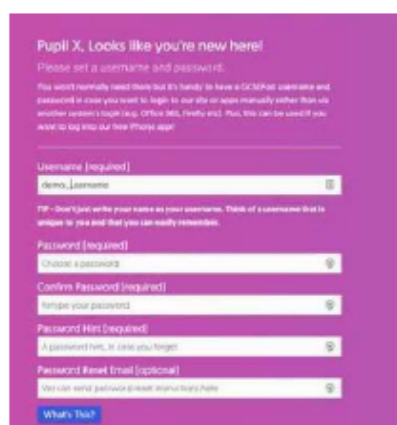 Pupil X, Looks like you're new here!
Please set a username and password.
You won't normally need them but it's handy to have a GCSEPod username and
password in case you want to login to our site or apps manually rather than via
another system's login (e.g. Office 365, Firefly etc). Plus, this can be used if you
want to log into our free iPhone app!
Username [required]
demo_username
TIP - Don't just write your name as your username. Think of a username that is
unique to you and that you can easily remember.
Password [required]
Choose a password
Confirm Password [required]
Retype your password
Password Hint [required]
A password hint, in case you forget
Password Reset Email [optional]
We can send password reset instructions here
What's This?